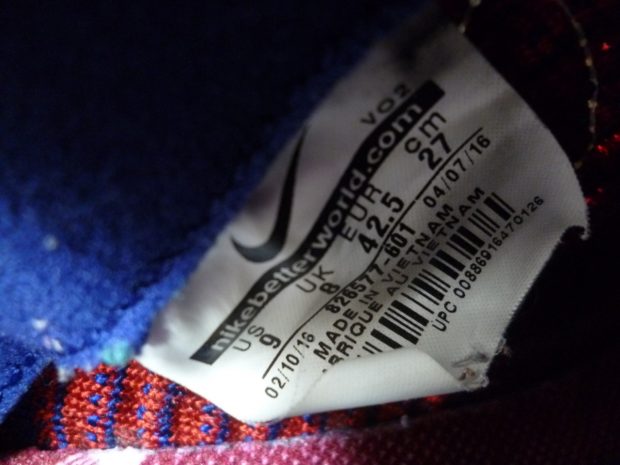 VO2
nikebetterworld.com
US UK EUR cm
9 8 42.5 27
826577-601
02/10/16 04/07/16
MADE IN VIETNAM
FABRIQUE AU VIETNAM
UPC 00886916470126